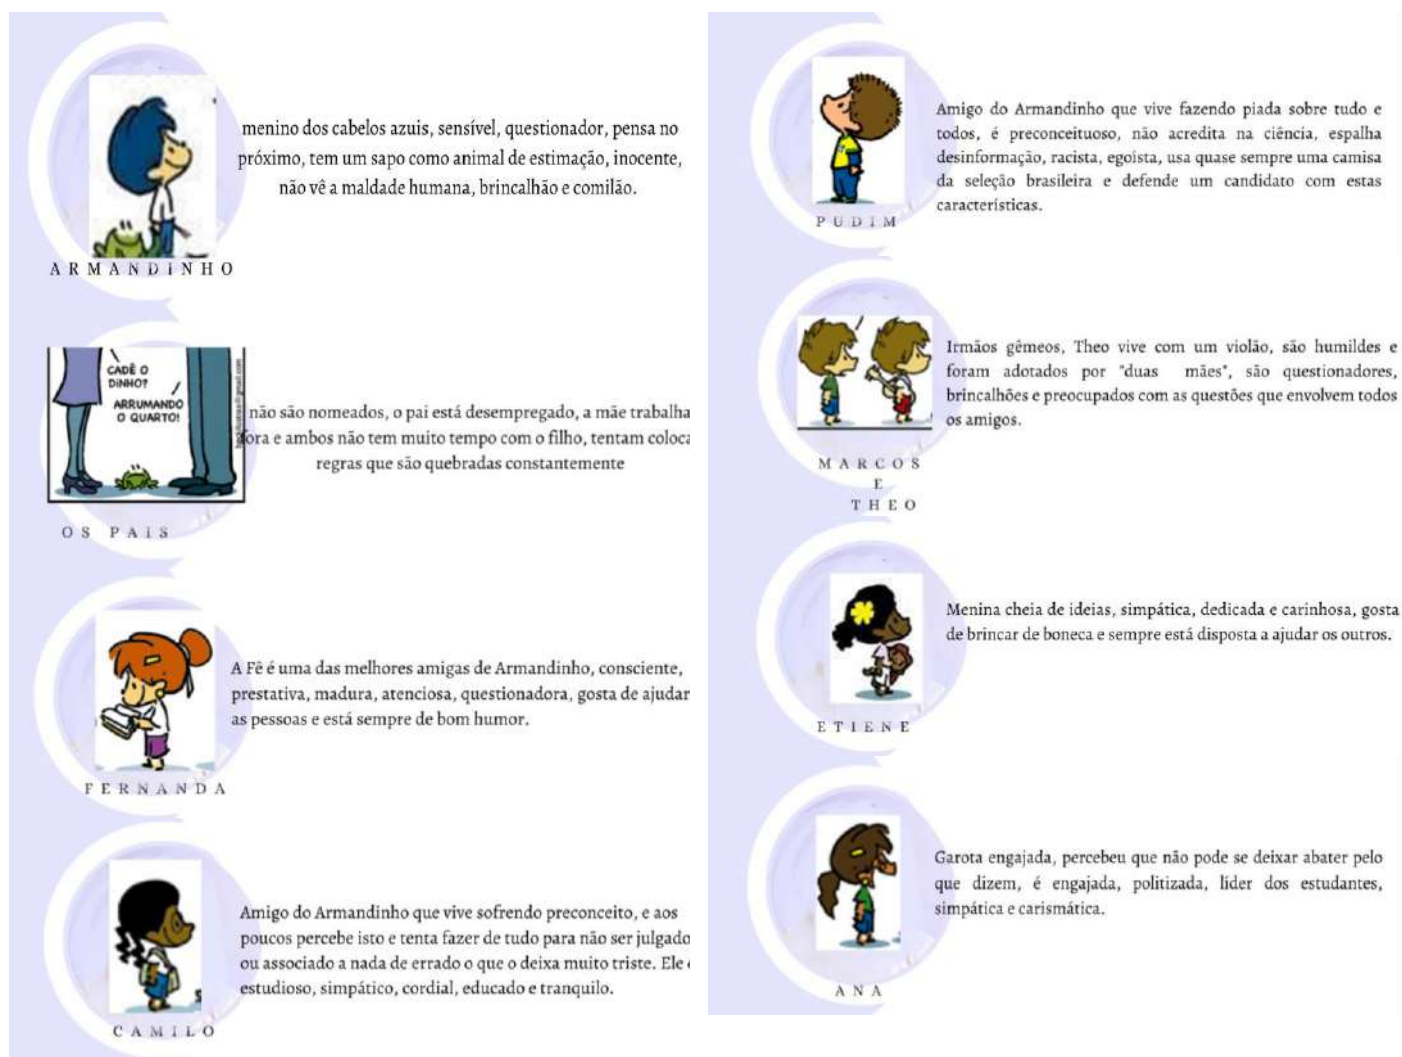 menino dos cabelos azuis, sensível, questionador, pensa no
próximo, tem um sapo como animal de estimação, inocente,
não vê a maldade humana, brincalhão e comilão.
ARMANDINHO
CADÊ O
DINHO?
ARRUMANDO
O QUARTO!
não são nomeados, o pai está desempregado, a mãe trabalha
fora e ambos não tem muito tempo com o filho, tentam coloca
regras que são quebradas constantemente
OS PAIS
A Fê é uma das melhores amigas de Armandinho, consciente,
prestativa, madura, atenciosa, questionadora, gosta de ajudar
as pessoas e está sempre de bom humor.
FERNANDA
Amigo do Armandinho que vive sofrendo preconceito, e aos
poucos percebe isto e tenta fazer de tudo para não ser julgado
ou associado a nada de errado o que o deixa muito triste. Ele
estudioso, simpático, cordial, educado e tranquilo.
CAMILO
Amigo do Armandinho que vive fazendo piada sobre tudo e
todos, é preconceituoso, não acredita na ciência, espalha
desinformação, racista, egoísta, usa quase sempre uma camisa
da seleção brasileira e defende um candidato com estas
características.
PUDIM
Irmãos gêmeos, Theo vive com um violão, são humildes e
foram adotados por "duas mães", são questionadores,
brincalhões e preocupados com as questões que envolvem todos
os amigos.
MARCOS
E
THEO
Menina cheia de ideias, simpática, dedicada e carinhosa, gosta
de brincar de boneca e sempre está disposta a ajudar os outros.
ETIENE
Garota engajada, percebeu que não pode se deixar abater pelo
que dizem, é engajada, politizada, líder dos estudantes,
simpática e carismática.
ANA